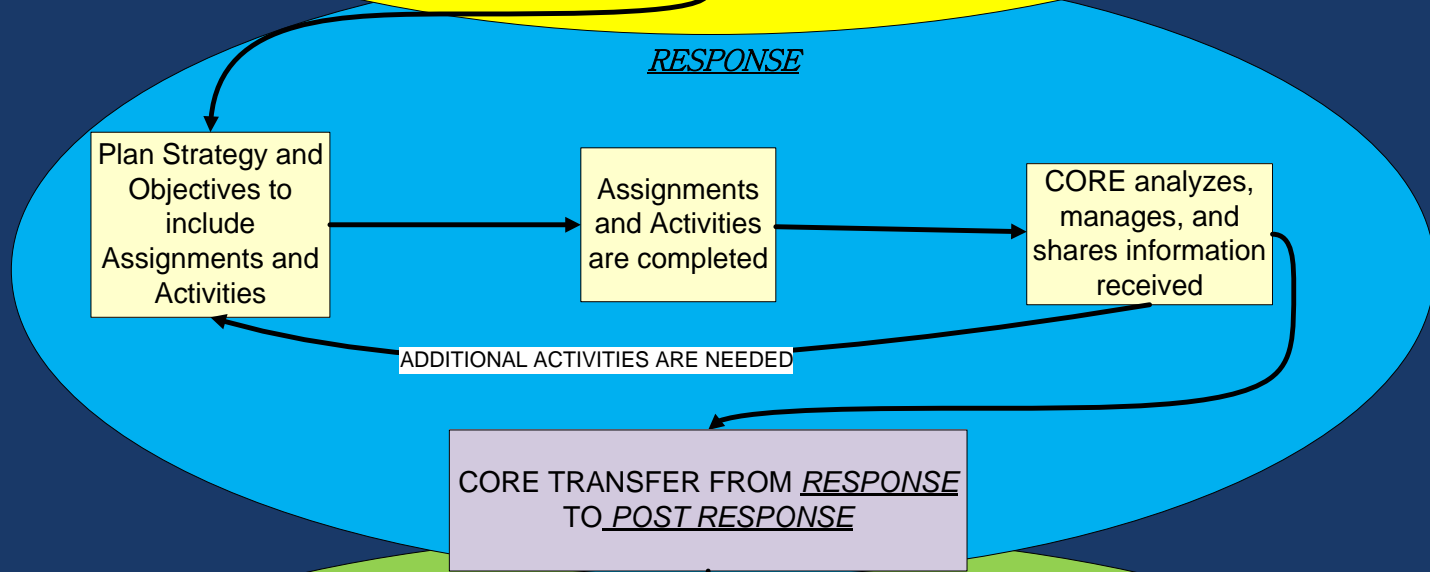 RESPONSE
Plan Strategy and
Objectives to
include
Assignments and
Activities
Assignments
and Activities
are completed
CORE analyzes,
manages, and
shares information
received
ADDITIONAL ACTIVITIES ARE NEEDED
CORE TRANSFER FROM RESPONSE
TO POST RESPONSE